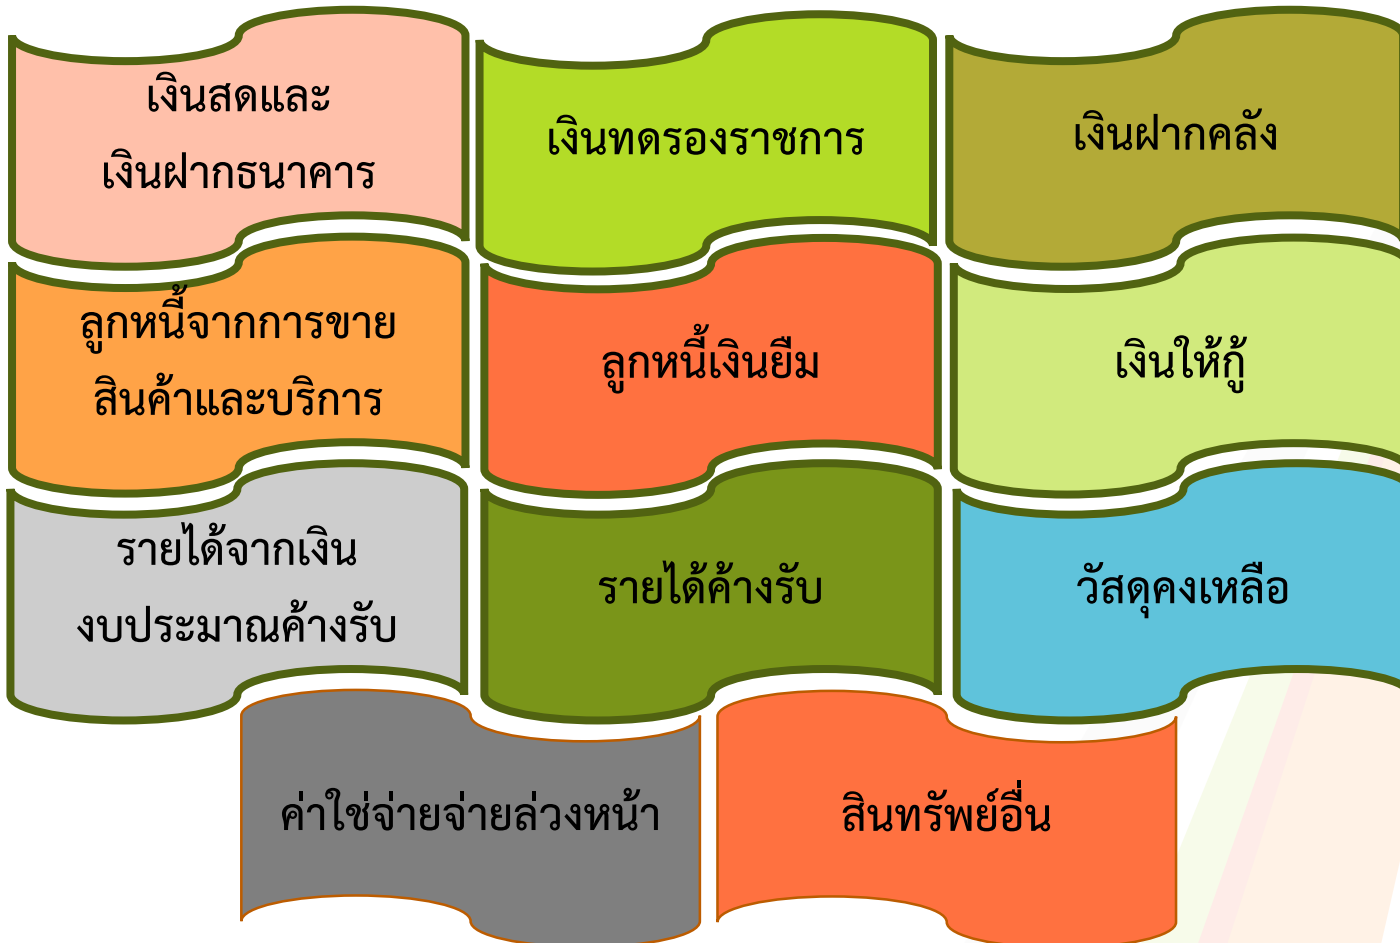 เงินสดและ
เงินฝากธนาคาร
เงินทดรองราชการ
เงินฝากคลัง
ลูกหนี้จากการขาย
สินค้าและบริการ
ลูกหนี้เงินยืม
เงินให้กู้
รายได้จากเงิน
งบประมาณค้างรับ
รายได้ค้างรับ
วัสดุคงเหลือ
ค่าใช่จ่ายจ่ายล่วงหน้า
สินทรัพย์อื่น